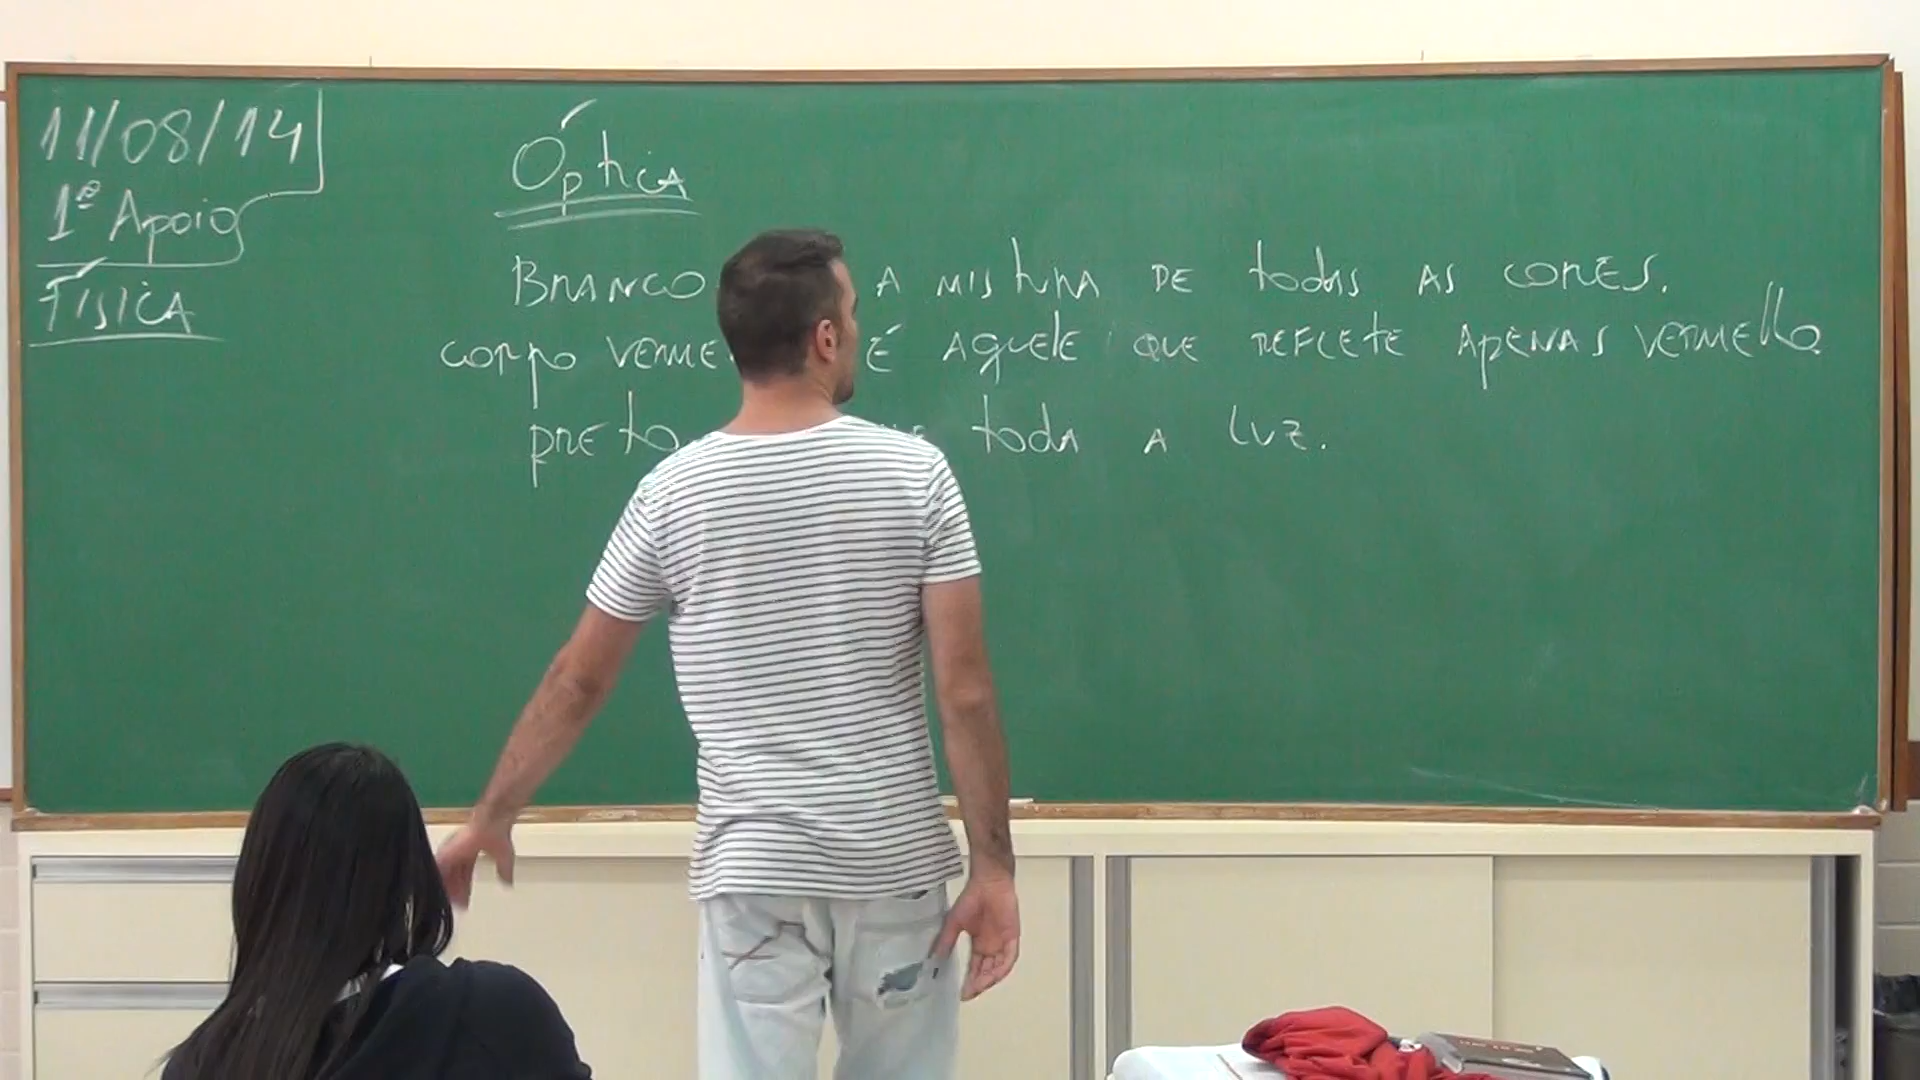 11/08/14
1º Apoio
Física
Óptica
BRANCO A MISTURA DE todas AS CORES.
corpo VERME É AQUELE QUE REFLETE APENAS VERMELHO
preto toda A LUZ.